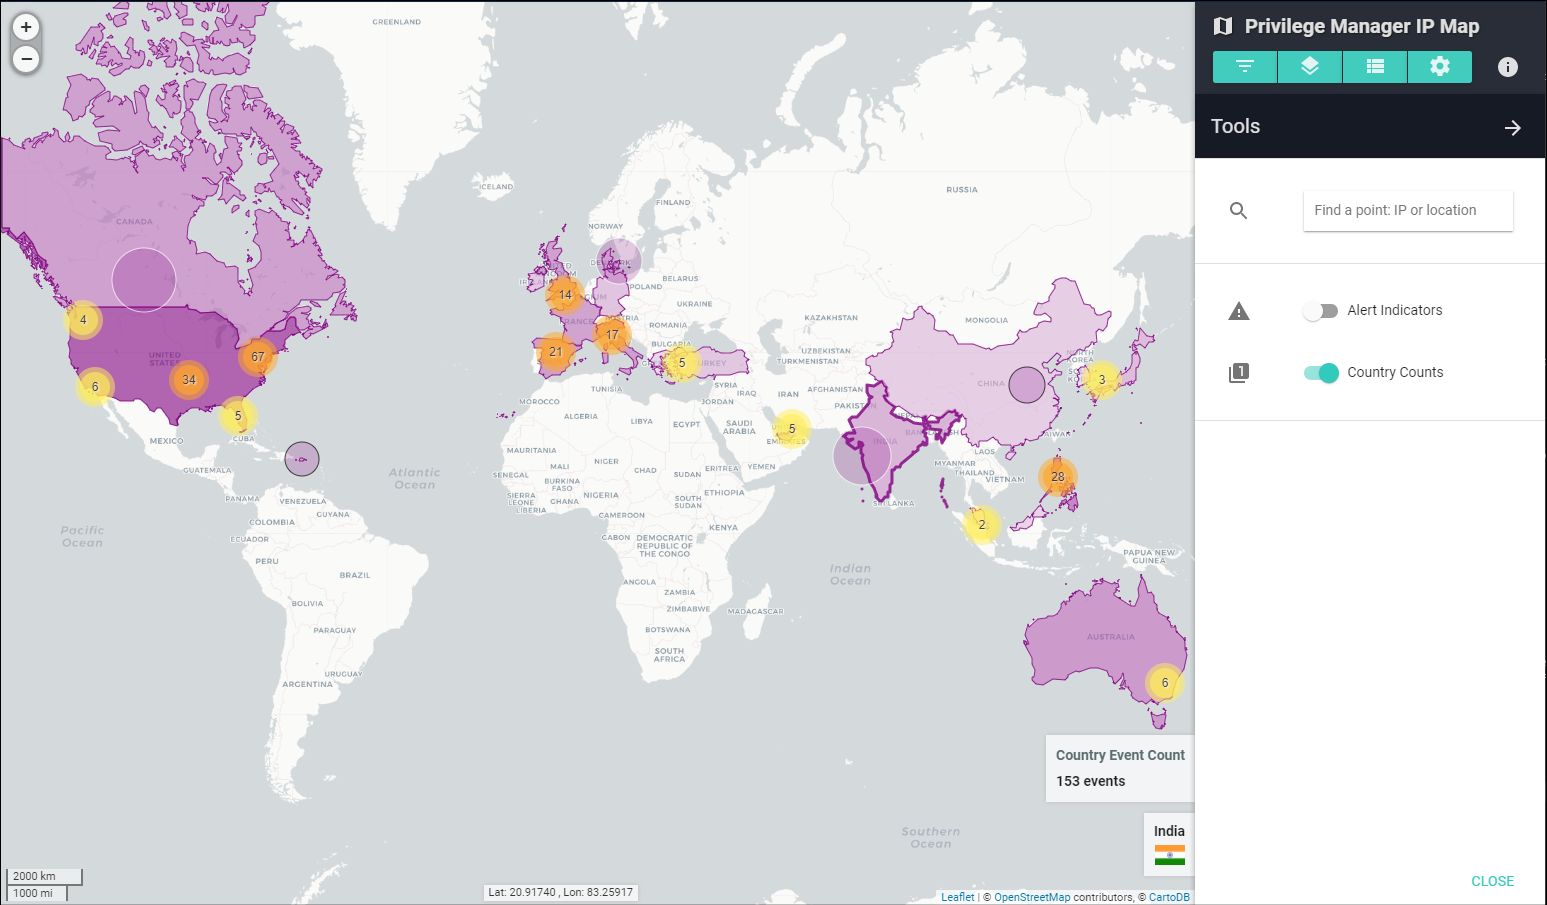 +
−
GREENLAND
Privilege Manager IP Map
Tools
Find a point: IP or location
Alert Indicators
Country Counts
CLOSE
ICELAND
RUSSIA
FINLAND
NORWAY
CANADA
BELARUS
POLAND
UKRAINE
14
4
KAZAKHSTAN
MONGOLIA
ROMANIA
17
67
21
BULGARIA
5
TURKEY
UZBEKISTAN
TURKMENISTAN
NORTH
KOREA
UNITED
STATES
34
6
3
CHINA
TUNISIA
SYRIA
IRAQ
IRAN
AFGHANISTAN
MOROCCO
JORDAN
PAKISTAN
5
ALGERIA
LIBYA
EGYPT
SAUDI
ARABIA
5
EMIRATES
INDIA
MEXICO
CUBA
MAURITANIA
LAOS
MYANMAR
THAILAND
VIETNAM
28
GUATEMALA
Atlantic
Ocean
SENEGAL
MALI
NIGER
CHAD
SUDAN
ERITREA
YEMEN
BURKINA
FASO
SIERRA
LEONE
GHANA
NIGERIA
SOUTH
SUDAN
ETHIOPIA
PANAMA
VENEZUELA
GUYANA
LIBERIA
CAMEROON
SRI LANKA
2
COLOMBIA
KENYA
Pacific
Ocean
ECUADOR
GABON
DEMOCRATIC
REPUBLIC OF
THE CONGO
PAPUA NEW
GUINEA
PERU
BRAZIL
Indian
Ocean
ANGOLA
ZAMBIA
BOLIVIA
ZIMBABWE
MADAGASCAR
PARAGUAY
BOTSWANA
AUSTRALIA
SOUTH
AFRICA
URUGUAY
ARGENTINA
6
Country Event Count
153 events
India
Southern
Ocean
2000 km
1000 mi
Lat: 20.91740 , Lon: 83.25917
Leaflet | © OpenStreetMap contributors, © CartoDB